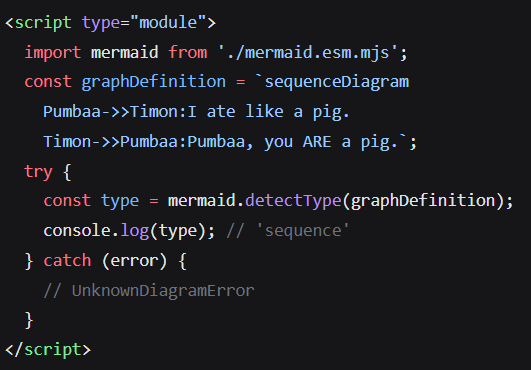 <script type="module">
  import mermaid from './mermaid.esm.mjs';
  const graphDefinition = `sequenceDiagram
    Pumbaa->>Timon:I ate like a pig.
    Timon->>Pumbaa:Pumbaa, you ARE a pig.`;
  try {
    const type = mermaid.detectType(graphDefinition);
    console.log(type); // 'sequence'
  } catch (error) {
    // UnknownDiagramError
  }
</script>